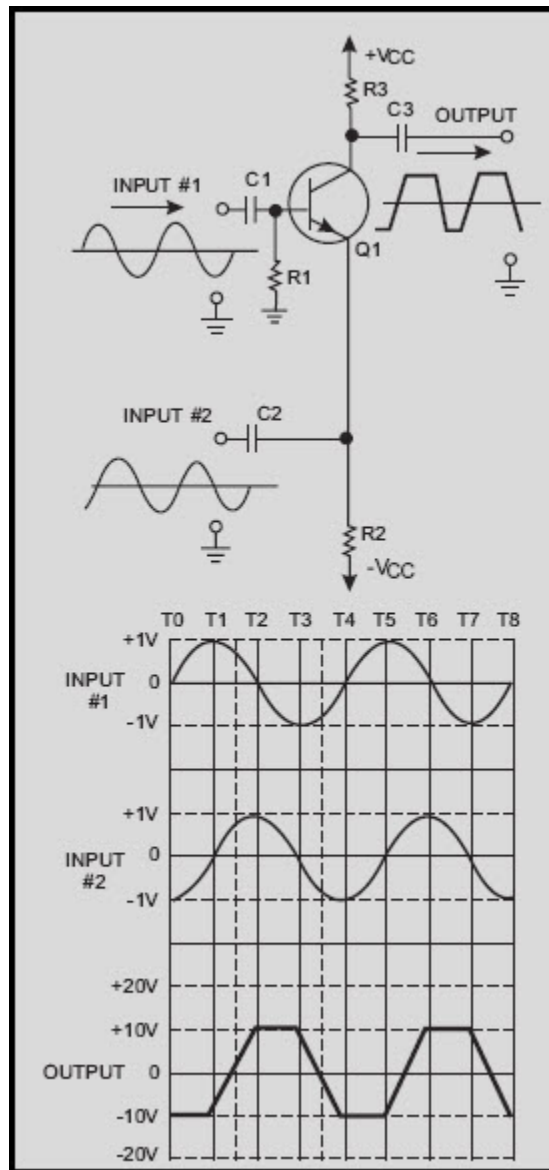 +VCC
R3
C3
OUTPUT
INPUT #1
C1
Q1
R1
INPUT #2
C2
R2
-VCC
T0 T1 T2 T3 T4 T5 T6 T7 T8
+1V
INPUT
#1
0
-1V
+1V
INPUT
#2
0
-1V
+20V
+10V
OUTPUT 0
-10V
-20V